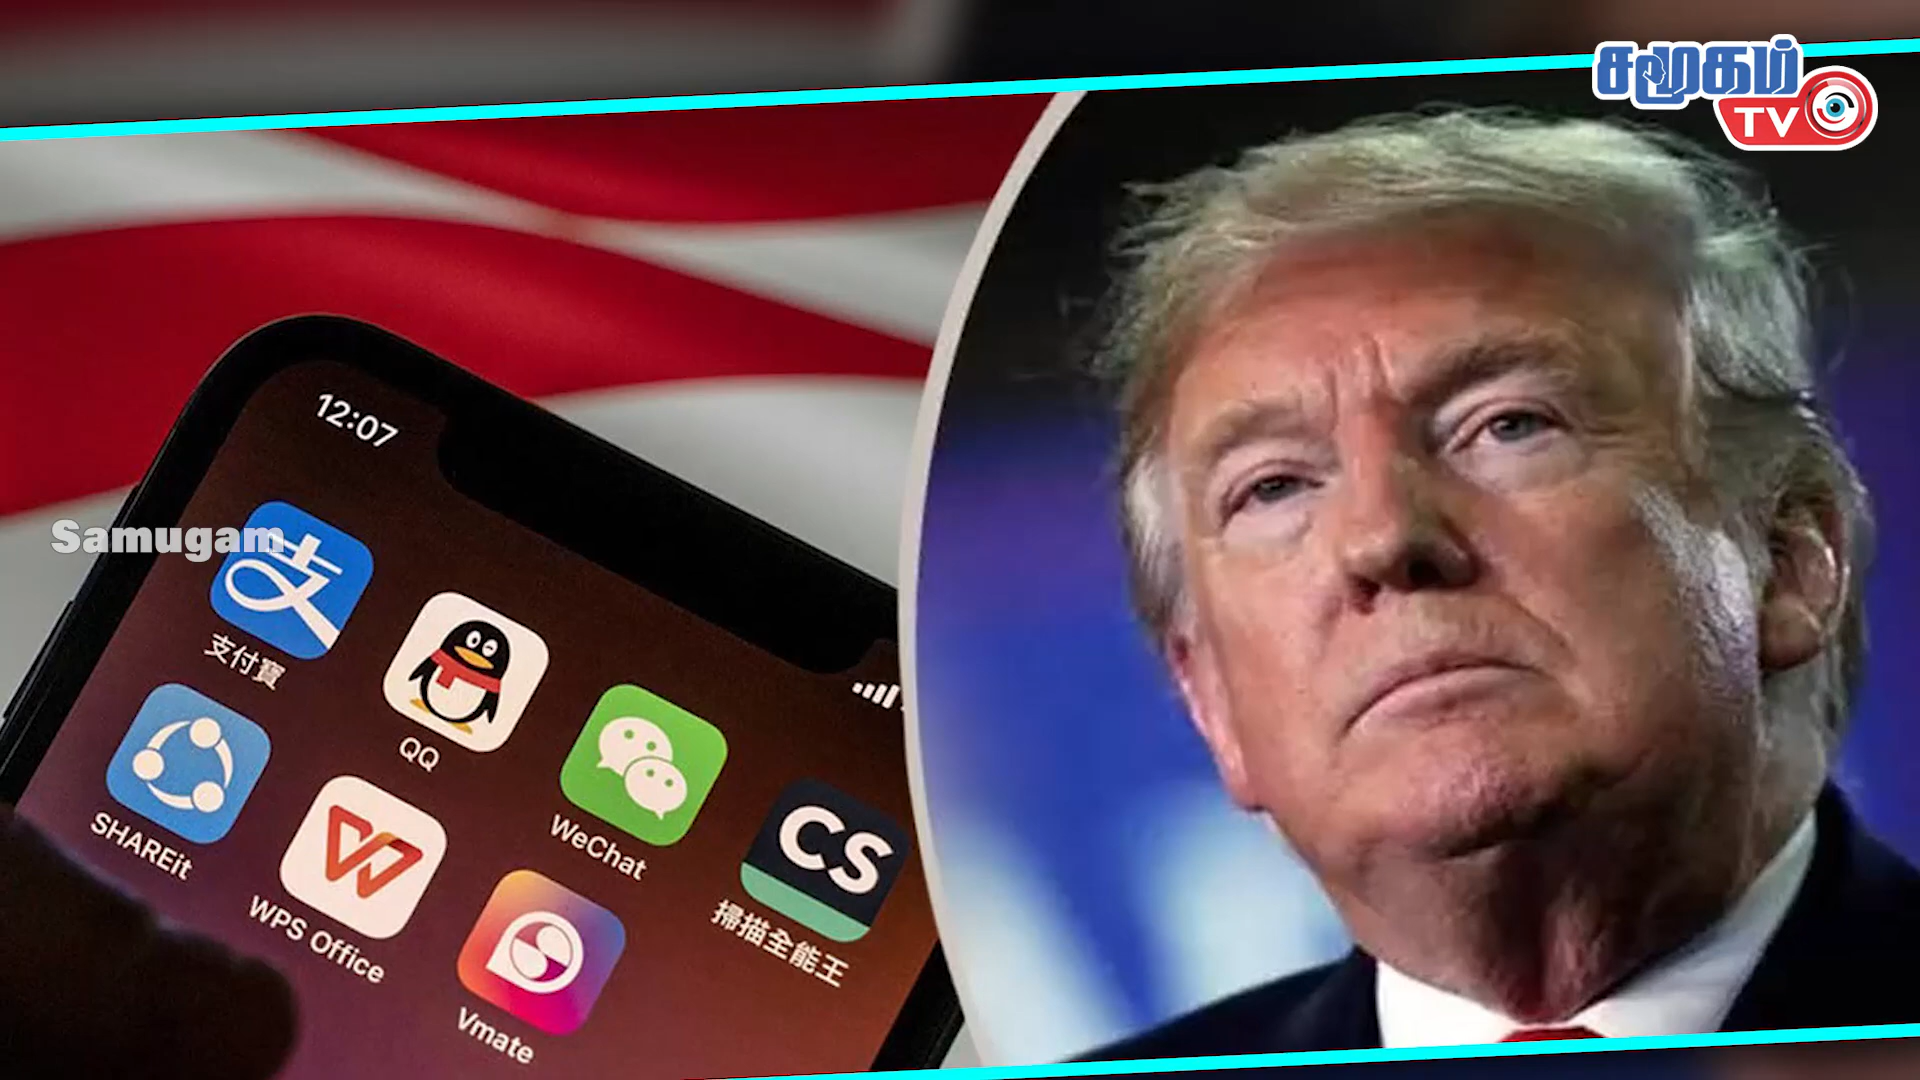 சமூகம்
TV
12:07
Samugam
支
支付寶
QQ
WeChat
CS
掃描全能王
SHAREit
WPS Office
Vmate